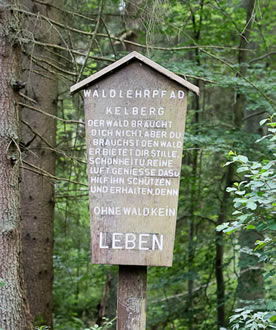 WALDLEHRPFAD
KELBERG
DER WALD BRAUCHT
DICH NICHT ABER DU
BRAUCHST DEN WALD
ER BIETET DIR STILLE,
SCHÖNHEIT U. REINE
LUFT. GENIESSE DAS U
HILF IHN SCHÜTZEN
UND ERHALTEN, DENN
OHNE WALD KEIN
LEBEN